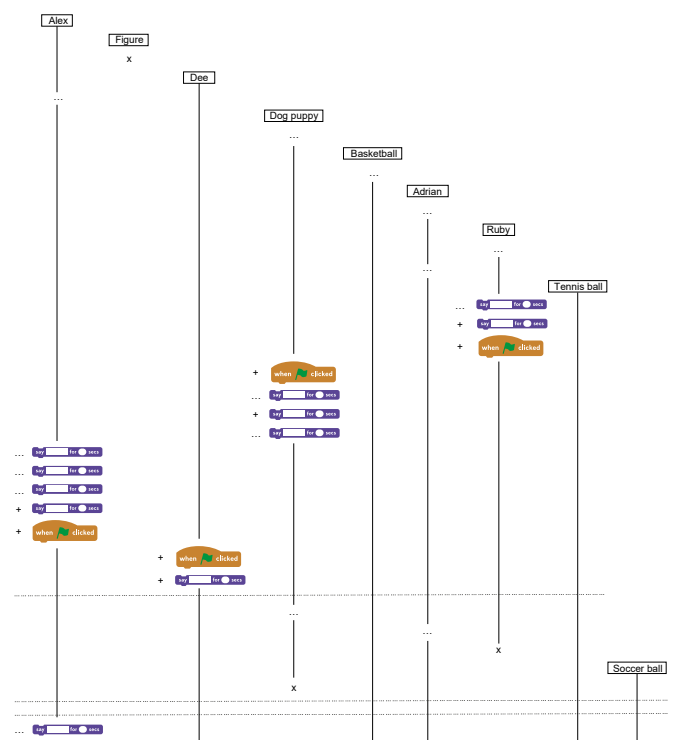 Alex
Figure
x
Dee
...
Dog puppy
...
Basketball
...
Adrian
...
Ruby
...
...
Tennis ball
... say for secs
+ say for secs
+ when clicked
+ when clicked
... say for secs
+ say for secs
... say for secs
... say for secs
... say for secs
... say for secs
+ say for secs
+ when clicked
+ when clicked
+ say for secs
...
...
x
Soccer ball
x
... say for secs